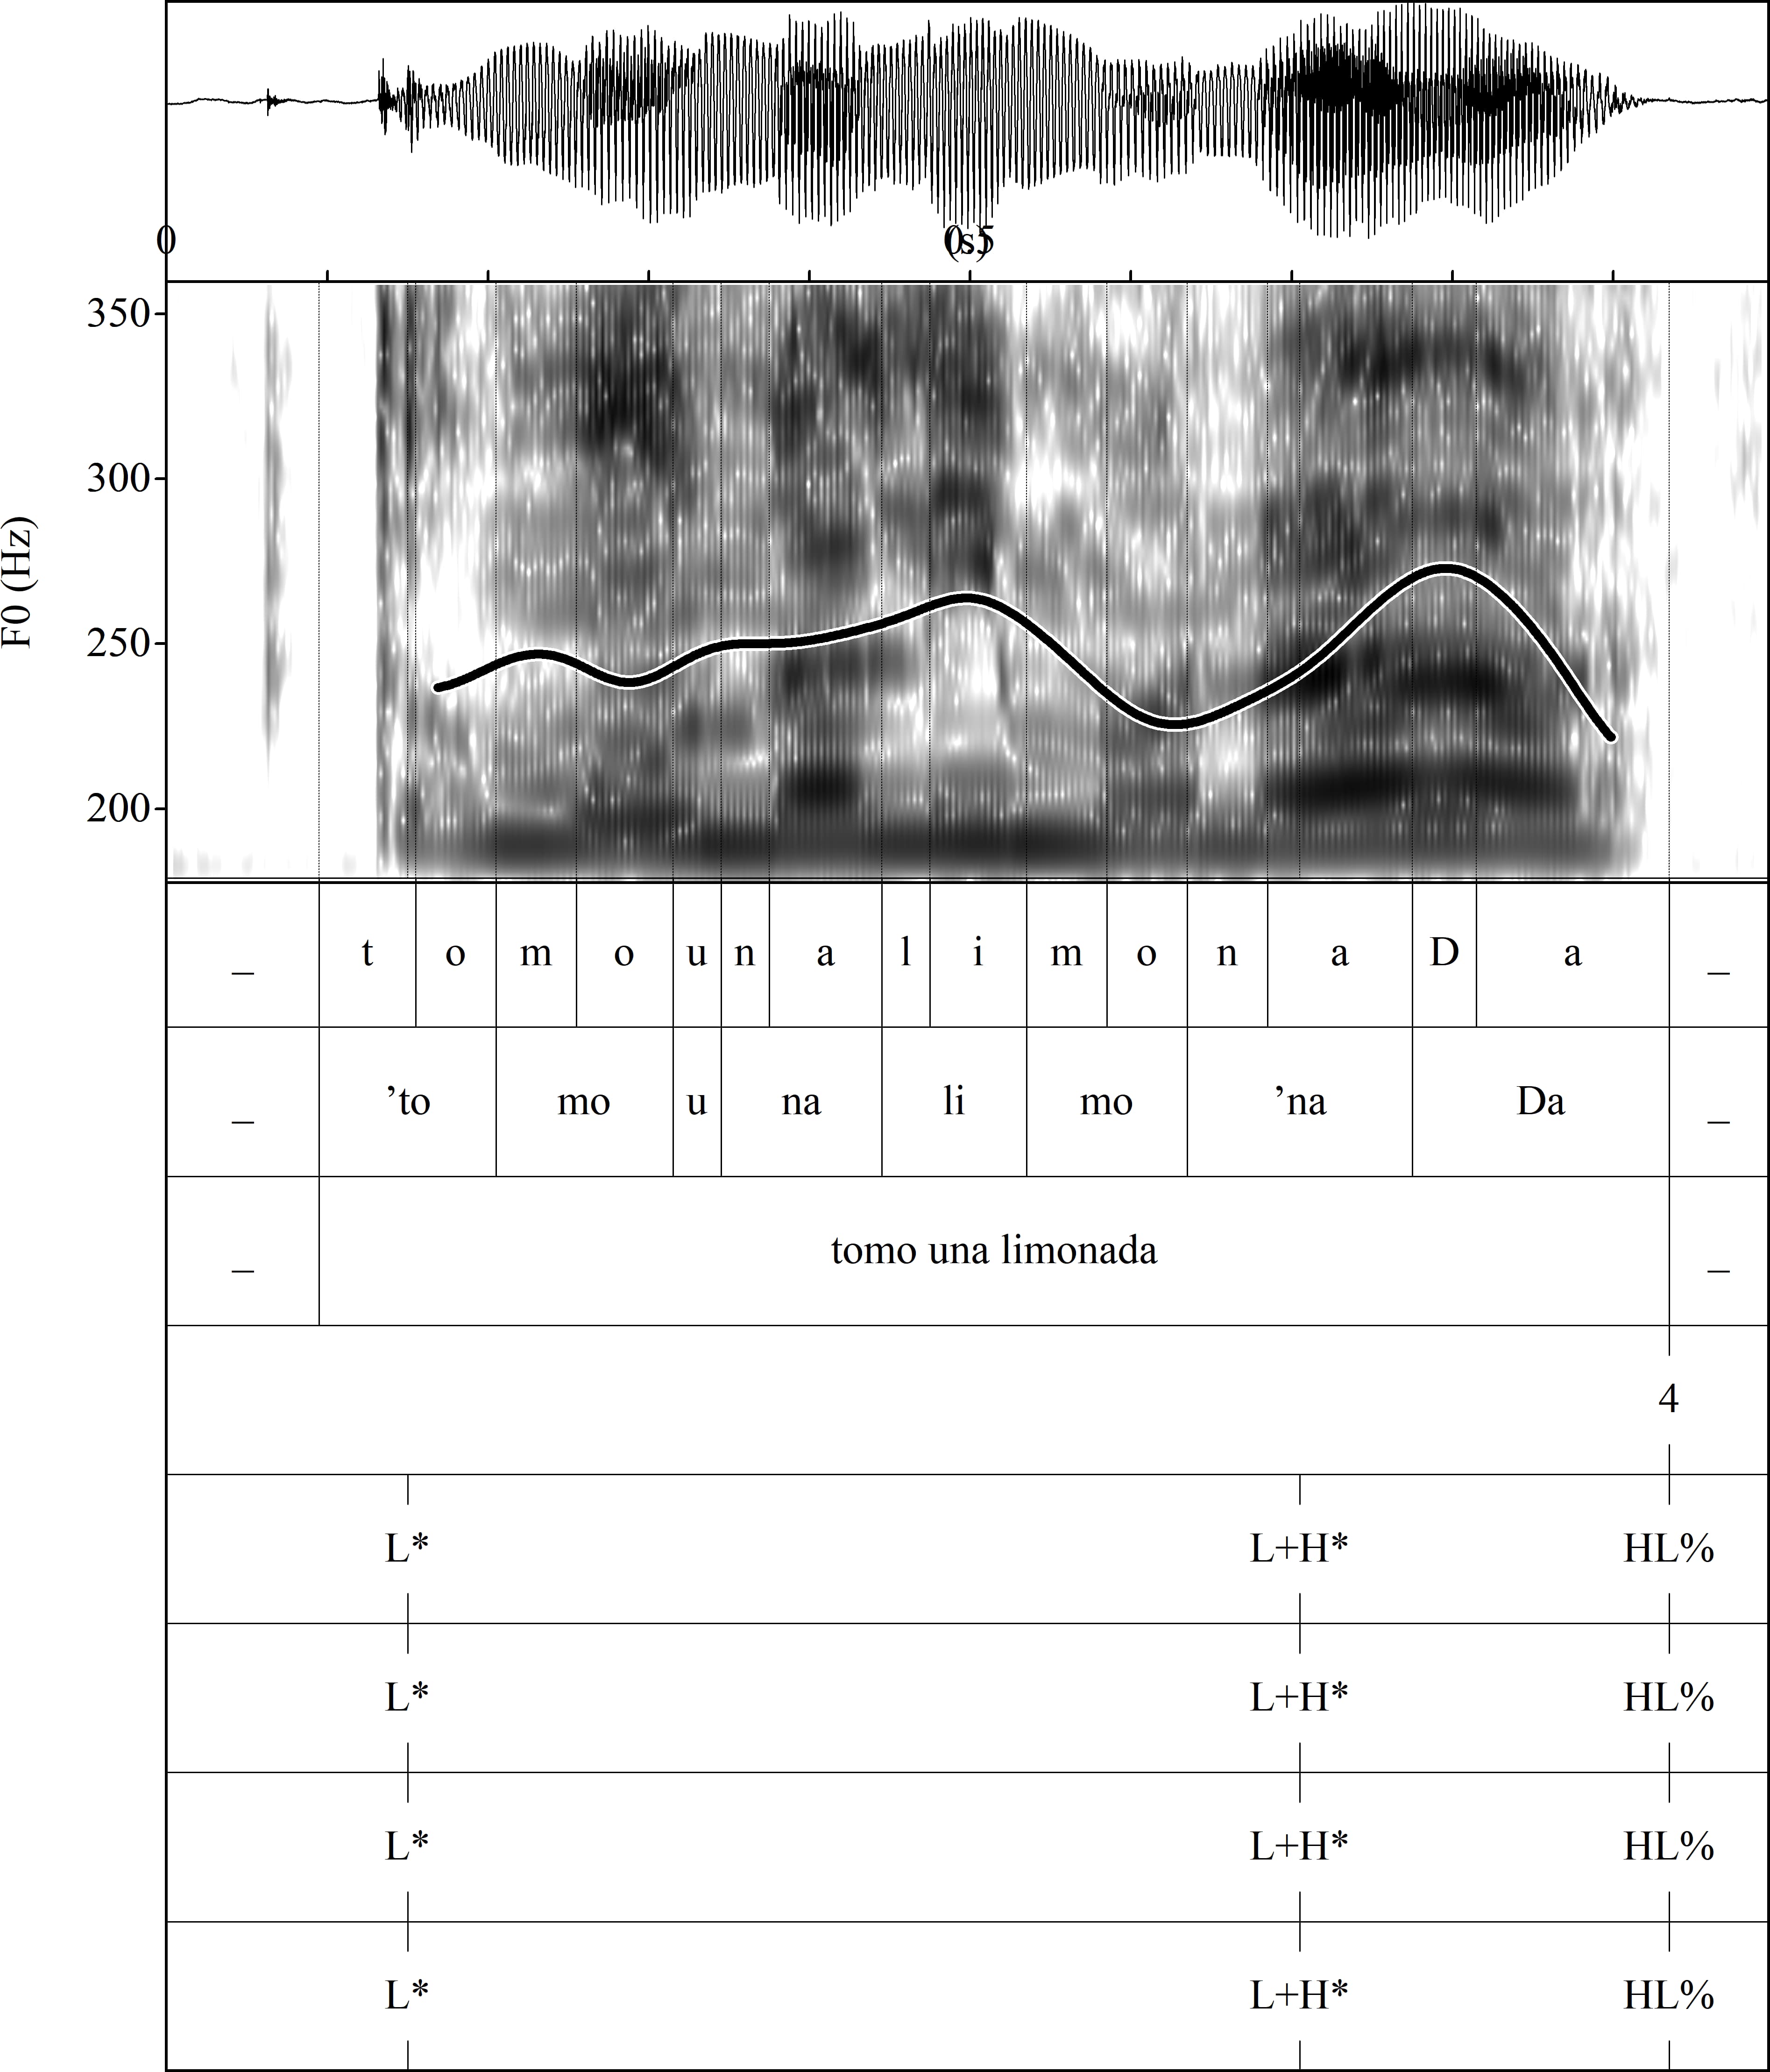 0 0.5
(s)
350
300
250
200
F0 (Hz)
_ t o m o u n a l i m o n a D a _
_ ’to mo u na li mo ’na Da _
_ tomo una limonada _
4
L* L+H* HL%
L* L+H* HL%
L* L+H* HL%
L* L+H* HL%